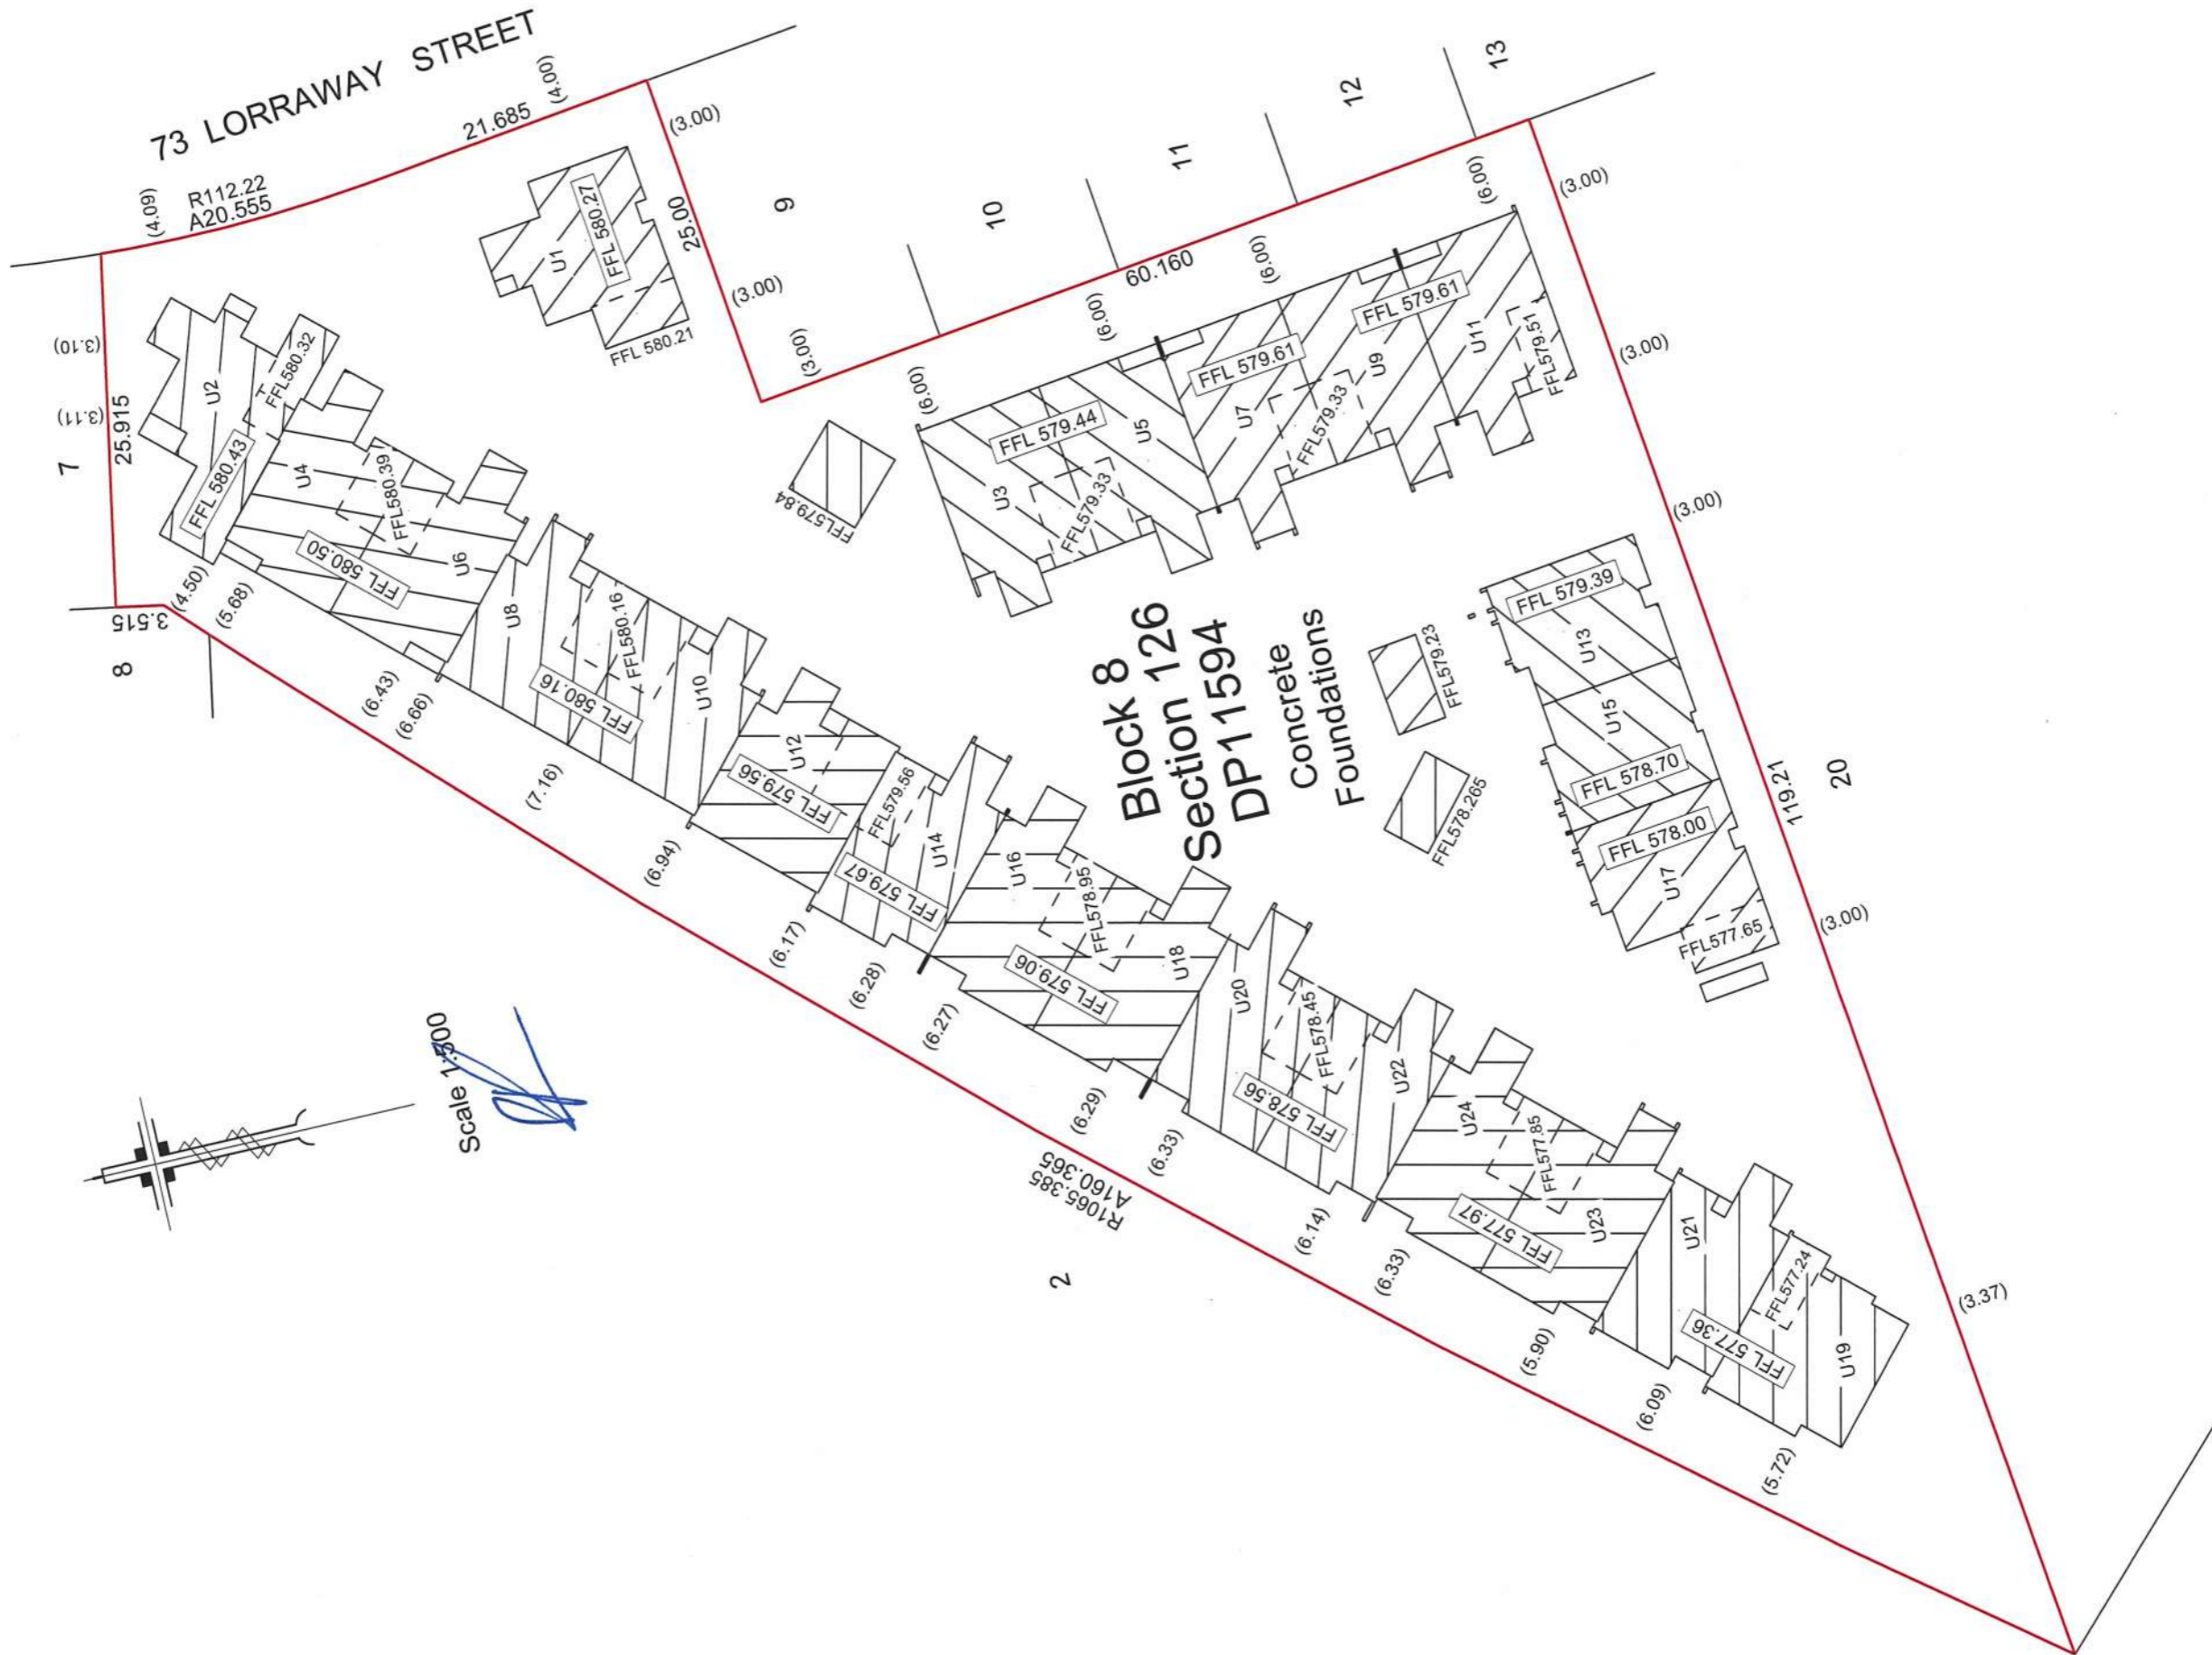 73 LORRAWAY STREET
(4.09)
R112.22
A20.555
21.685
(4.00)
(3.00)
25.00
(3.00)
(3.00)
9
10
11
12
13
(3.10)
(3.11)
25.915
7
3.515
8
(4.50)
(5.68)
(6.43)
(6.66)
(7.16)
(6.94)
(6.17)
(6.28)
(6.27)
(6.29)
(6.33)
R1065.385
A160.365
(6.14)
(6.33)
(5.90)
(6.09)
(5.72)
2
U1
FFL 580.27
FFL 580.21
U2
FFL580.32
FFL 580.43
U4
FFL580.39
FFL 580.50
U6
U8
FFL580.16
FFL 580.16
U10
U12
FFL 579.56
FFL579.56
U14
FFL 579.67
U16
FFL578.95
FFL 579.06
U18
U20
FFL578.45
FFL 578.56
U22
U24
FFL577.85
FFL 577.97
U23
U21
FFL577.24
FFL 577.36
U19
FFL579.84
(6.00)
(6.00)
60.160
(6.00)
(6.00)
FFL 579.44
U3
U5
FFL579.33
FFL 579.61
U7
FFL579.33
U9
FFL 579.61
U11
FFL579.51
(3.00)
(3.00)
(3.00)
Block 8
Section 126
DP11594
Concrete
Foundations
FFL579.23
FFL578.265
FFL 579.39
U13
U15
FFL 578.70
FFL 578.00
U17
FFL577.65
119.21
20
(3.00)
(3.37)
Scale 1:500